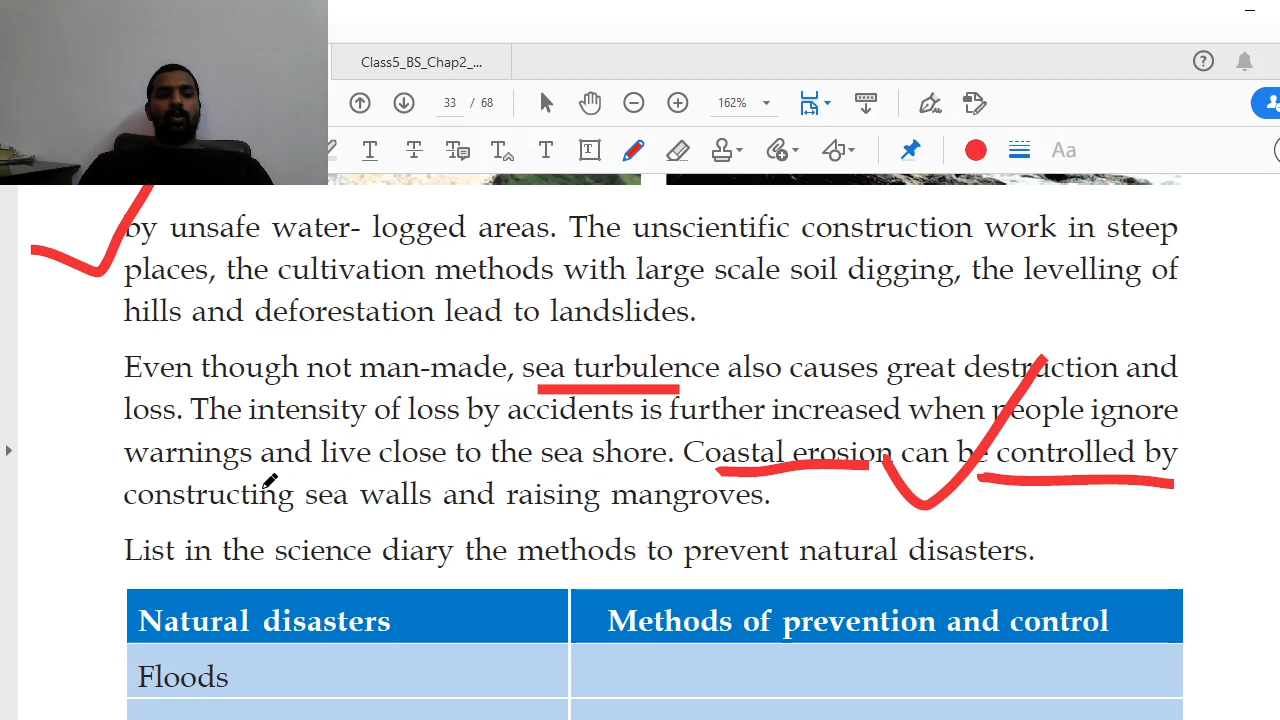 Class5_BS_Chap2_...
33 / 68
162%
T T T T T T Aa
by unsafe water- logged areas. The unscientific construction work in steep
places, the cultivation methods with large scale soil digging, the levelling of
hills and deforestation lead to landslides.
Even though not man-made, sea turbulence also causes great destruction and
loss. The intensity of loss by accidents is further increased when people ignore
warnings and live close to the sea shore. Coastal erosion can be controlled by
constructing sea walls and raising mangroves.
List in the science diary the methods to prevent natural disasters.
Natural disasters Methods of prevention and control
Floods